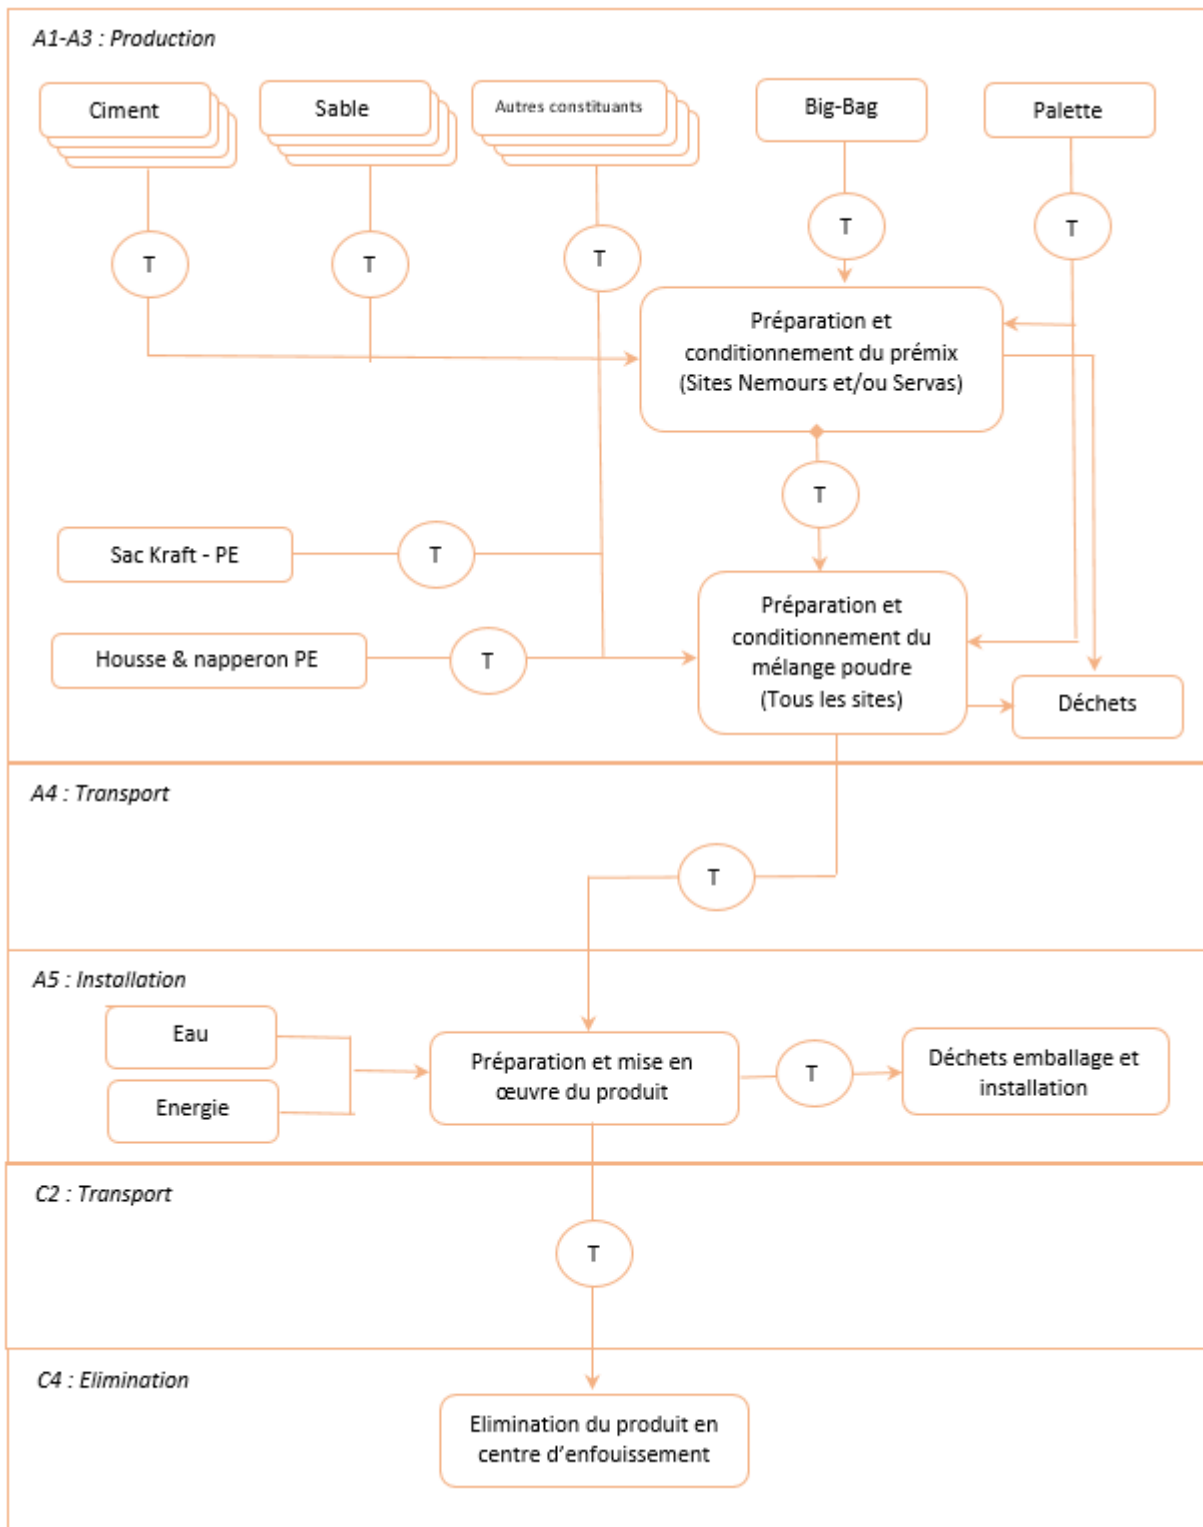 A1-A3 : Production
Ciment
Sable
Autres constituants
Big-Bag
Palette
T
T
T
T
T
Préparation et
conditionnement du prémix
(Sites Nemours et/ou Servas)
T
Sac Kraft - PE
T
Housse & napperon PE
T
Préparation et
conditionnement du
mélange poudre
(Tous les sites)
Déchets
A4 : Transport
T
A5 : Installation
Eau
Energie
Préparation et mise en
œuvre du produit
T
Déchets emballage et
installation
C2 : Transport
T
C4 : Elimination
Elimination du produit en
centre d’enfouissement